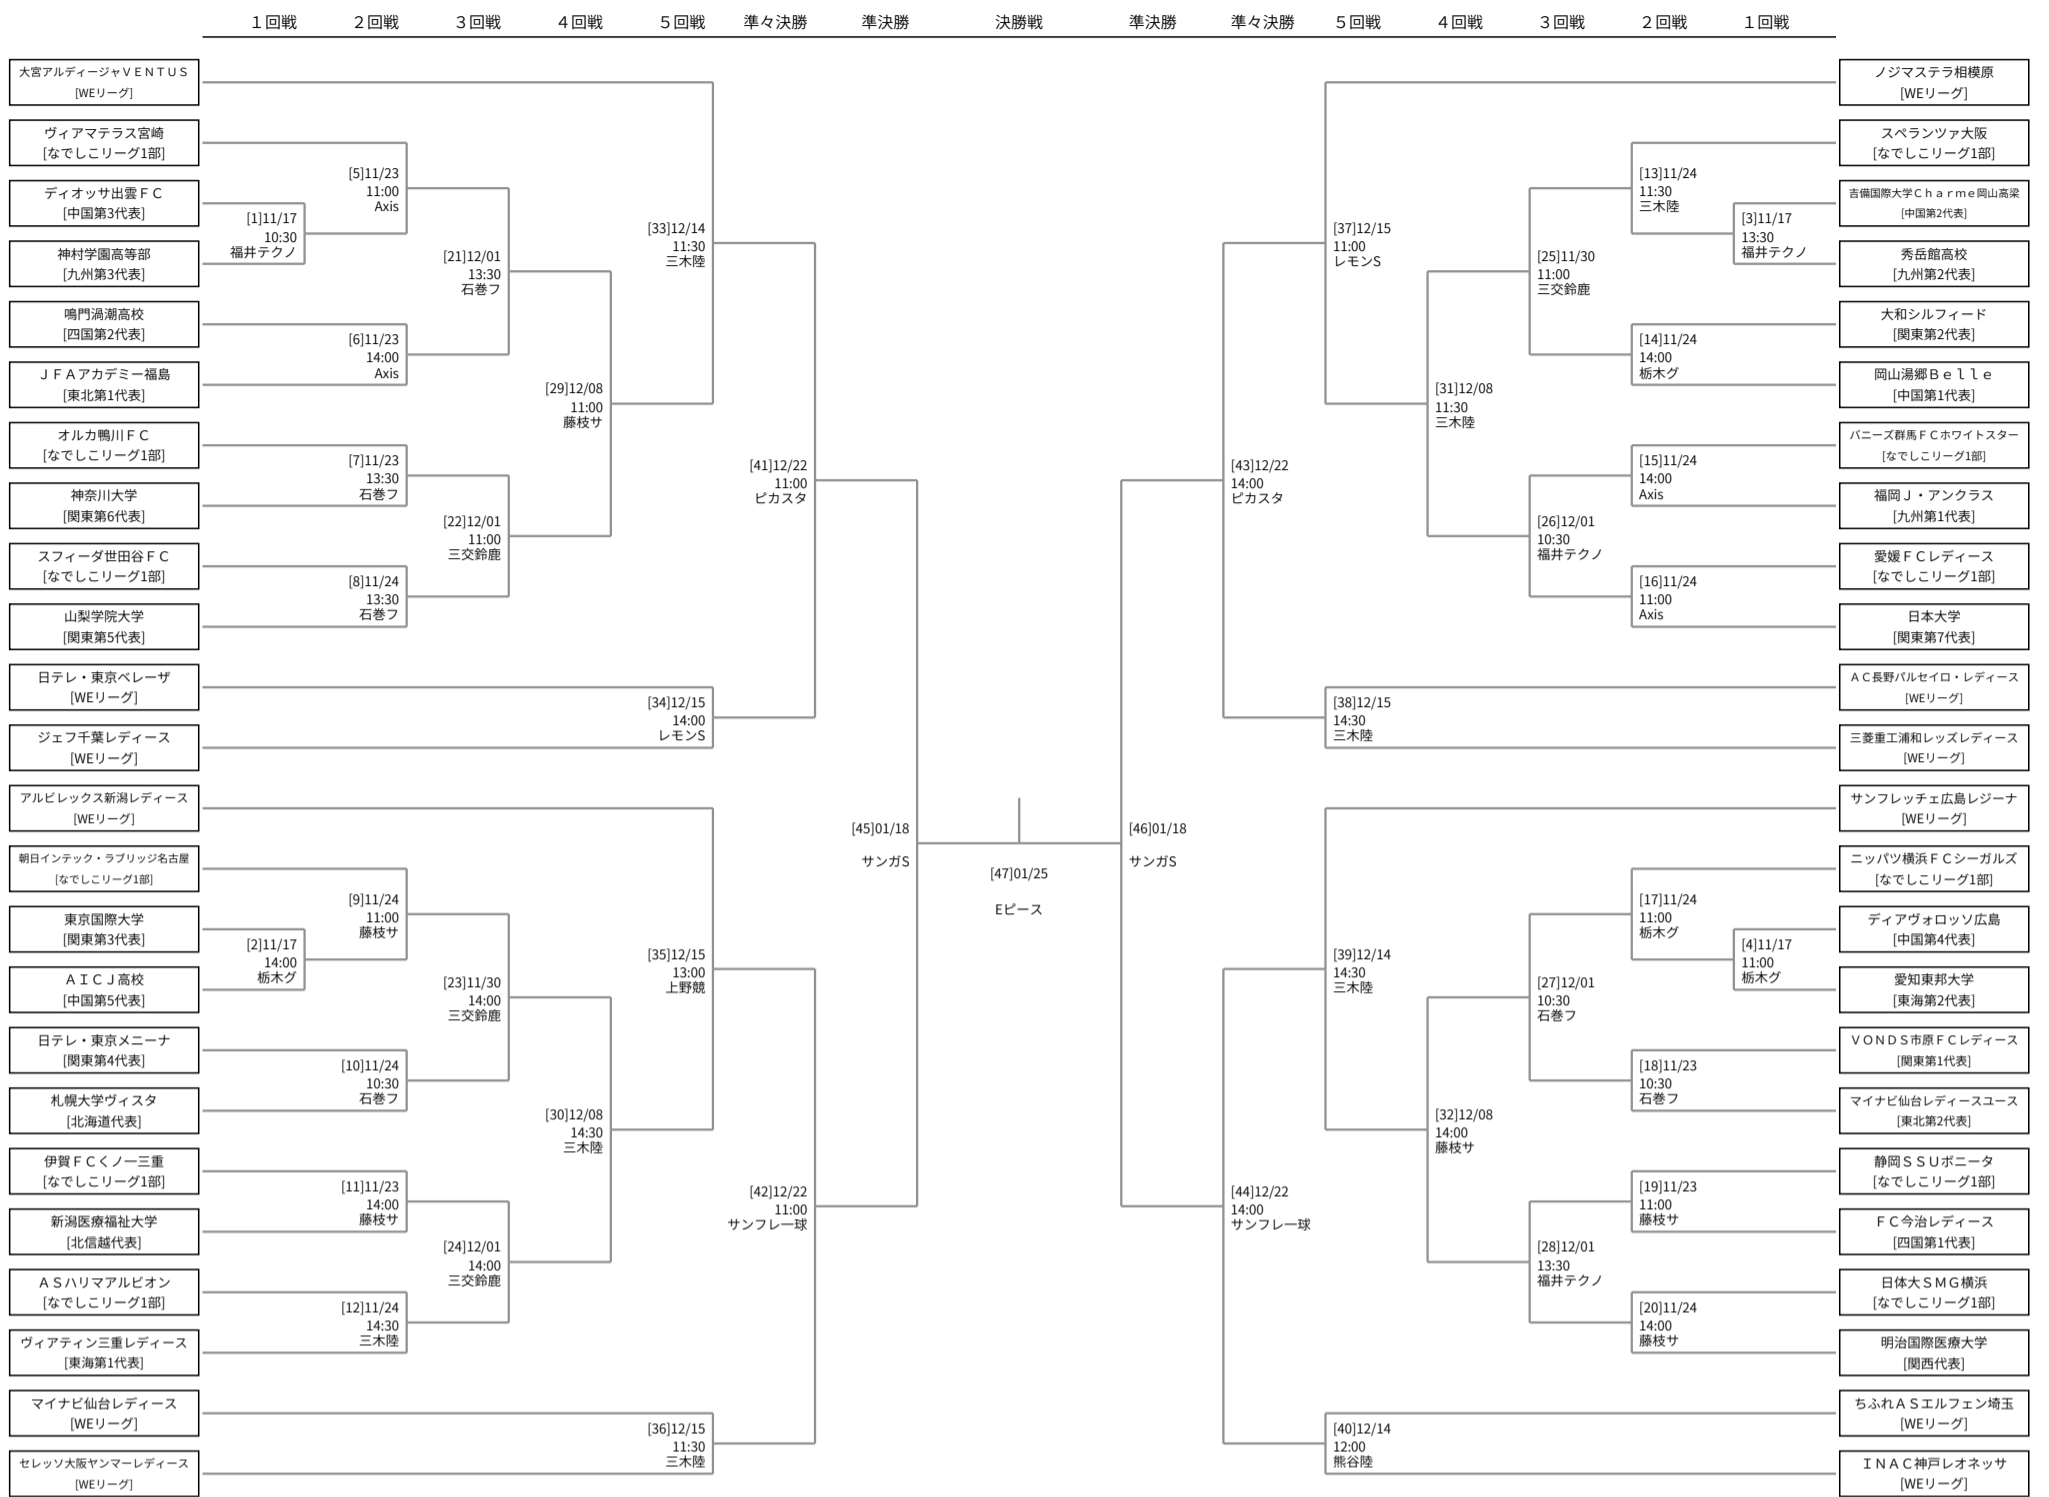 １回戦 ２回戦 ３回戦 ４回戦 ５回戦 準々決勝 準決勝 決勝戦 準決勝 準々決勝 ５回戦 ４回戦 ３回戦 ２回戦 １回戦
大宮アルディージャＶＥＮＴＵＳ
[WEリーグ]
ヴィアマテラス宮崎
[なでしこリーグ1部]
ディオッサ出雲ＦＣ
[中国第3代表]
神村学園高等部
[九州第3代表]
鳴門渦潮高校
[四国第2代表]
ＪＦＡアカデミー福島
[東北第1代表]
オルカ鴨川ＦＣ
[なでしこリーグ1部]
神奈川大学
[関東第6代表]
スフィーダ世田谷ＦＣ
[なでしこリーグ1部]
山梨学院大学
[関東第5代表]
日テレ・東京ベレーザ
[WEリーグ]
ジェフ千葉レディース
[WEリーグ]
アルビレックス新潟レディース
[WEリーグ]
朝日インテック・ラブリッジ名古屋
[なでしこリーグ1部]
東京国際大学
[関東第3代表]
ＡＩＣＪ高校
[中国第5代表]
日テレ・東京メニーナ
[関東第4代表]
札幌大学ヴィスタ
[北海道代表]
伊賀ＦＣくノ一三重
[なでしこリーグ1部]
新潟医療福祉大学
[北信越代表]
ＡＳハリマアルビオン
[なでしこリーグ1部]
ヴィアティン三重レディース
[東海第1代表]
マイナビ仙台レディース
[WEリーグ]
セレッソ大阪ヤンマーレディース
[WEリーグ]
[1]11/17
10:30
福井テクノ
[2]11/17
14:00
栃木グ
[5]11/23
11:00
Axis
[6]11/23
14:00
Axis
[7]11/23
13:30
石巻フ
[8]11/24
13:30
石巻フ
[9]11/24
11:00
藤枝サ
[10]11/24
10:30
石巻フ
[11]11/23
14:00
藤枝サ
[12]11/24
14:30
三木陸
[21]12/01
13:30
石巻フ
[22]12/01
11:00
三交鈴鹿
[23]11/30
14:00
三交鈴鹿
[24]12/01
14:00
三交鈴鹿
[29]12/08
11:00
藤枝サ
[30]12/08
14:30
三木陸
[33]12/14
11:30
三木陸
[34]12/15
14:00
レモンS
[35]12/15
13:00
上野競
[36]12/15
11:30
三木陸
[41]12/22
11:00
ピカスタ
[42]12/22
11:00
サンフレ一球
[45]01/18
サンガS
[47]01/25
Eピース
[46]01/18
サンガS
[43]12/22
14:00
ピカスタ
[44]12/22
14:00
サンフレ一球
[37]12/15
11:00
レモンS
[38]12/15
14:30
三木陸
[39]12/14
14:30
三木陸
[40]12/14
12:00
熊谷陸
[31]12/08
11:30
三木陸
[32]12/08
14:00
藤枝サ
[25]11/30
11:00
三交鈴鹿
[26]12/01
10:30
福井テクノ
[27]12/01
10:30
石巻フ
[28]12/01
13:30
福井テクノ
[13]11/24
11:30
三木陸
[14]11/24
14:00
栃木グ
[15]11/24
14:00
Axis
[16]11/24
11:00
Axis
[17]11/24
11:00
栃木グ
[18]11/23
10:30
石巻フ
[19]11/23
11:00
藤枝サ
[20]11/24
14:00
藤枝サ
[3]11/17
13:30
福井テクノ
[4]11/17
11:00
栃木グ
ノジマステラ相模原
[WEリーグ]
スペランツァ大阪
[なでしこリーグ1部]
吉備国際大学Ｃｈａｒｍｅ岡山高梁
[中国第2代表]
秀岳館高校
[九州第2代表]
大和シルフィード
[関東第2代表]
岡山湯郷Ｂｅｌｌｅ
[中国第1代表]
バニーズ群馬ＦＣホワイトスター
[なでしこリーグ1部]
福岡Ｊ・アンクラス
[九州第1代表]
愛媛ＦＣレディース
[なでしこリーグ1部]
日本大学
[関東第7代表]
ＡＣ長野パルセイロ・レディース
[WEリーグ]
三菱重工浦和レッズレディース
[WEリーグ]
サンフレッチェ広島レジーナ
[WEリーグ]
ニッパツ横浜ＦＣシーガルズ
[なでしこリーグ1部]
ディアヴォロッソ広島
[中国第4代表]
愛知東邦大学
[東海第2代表]
ＶＯＮＤＳ市原ＦＣレディース
[関東第1代表]
マイナビ仙台レディースユース
[東北第2代表]
静岡ＳＳＵボニータ
[なでしこリーグ1部]
ＦＣ今治レディース
[四国第1代表]
日体大ＳＭＧ横浜
[なでしこリーグ1部]
明治国際医療大学
[関西代表]
ちふれＡＳエルフェン埼玉
[WEリーグ]
ＩＮＡＣ神戸レオネッサ
[WEリーグ]